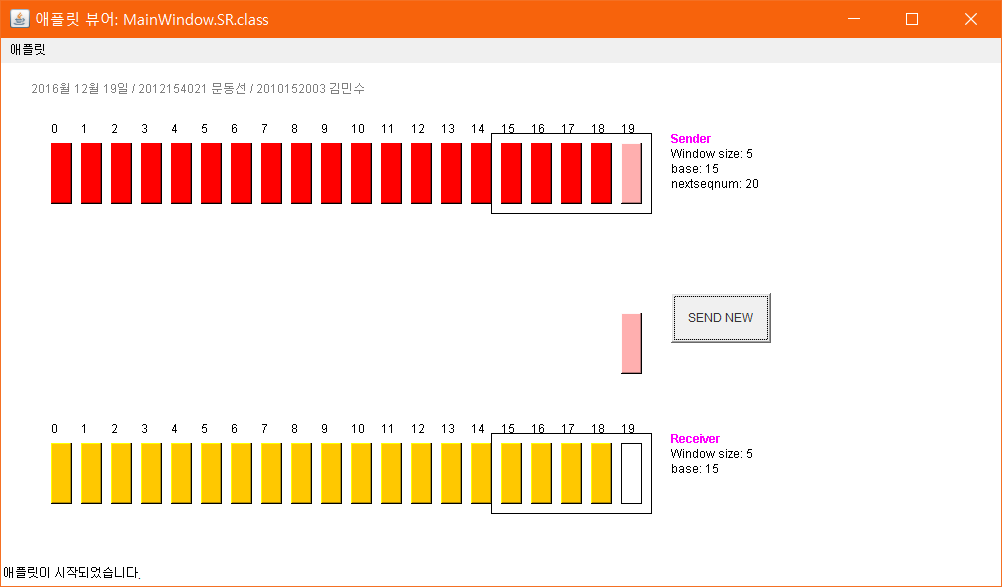 애플릿 뷰어: MainWindow.SR.class
애플릿
2016월 12월 19일 / 2012154021 문동선 / 2010152003 김민수
0 1 2 3 4 5 6 7 8 9 10 11 12 13 14 15 16 17 18 19
Sender
Window size: 5
base: 15
nextseqnum: 20
SEND NEW
0 1 2 3 4 5 6 7 8 9 10 11 12 13 14 15 16 17 18 19
Receiver
Window size: 5
base: 15
애플릿이 시작되었습니다.